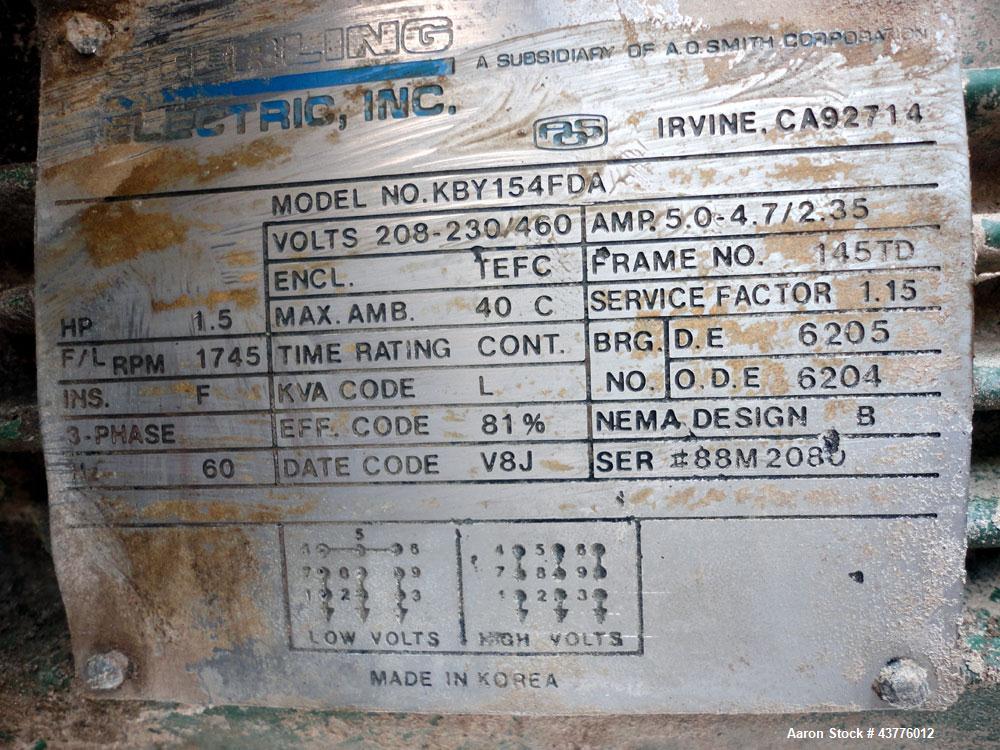 STERLING
ELECTRIC, INC.
A SUBSIDIARY OF A.O.SMITH CORPORATION
IRVINE, CA92714
MODEL NO. KBY154FDA
VOLTS 208-230/460 AMP. 5.0-4.7/2.35
ENCL. TEFC FRAME NO. 145TD
HP 1.5 MAX. AMB. 40 C SERVICE FACTOR 1.15
F/L RPM 1745 TIME RATING CONT. BRG. D.E 6205
INS. F KVA CODE L NO. O.D.E 6204
3-PHASE EFF. CODE 81% NEMA DESIGN B
HZ 60 DATE CODE V8J SER #88M2080
5
4 6 4 5 6
7 8 9 7 8 9
1 2 3 1 2 3
LOW VOLTS HIGH VOLTS
MADE IN KOREA
Aaron Stock # 43776012